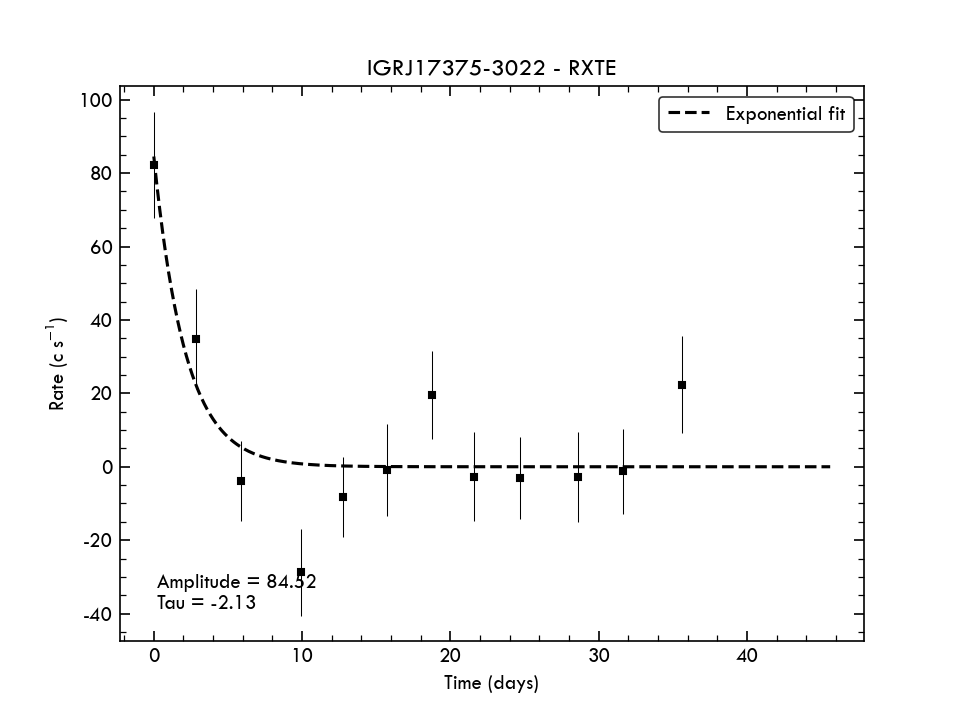 IGRJ17375-3022 - RXTE
Exponential fit
100
80
60
40
20
0
-20
-40
Rate (c s⁻¹)
Amplitude = 84.52
Tau = -2.13
0 10 20 30 40
Time (days)